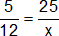 5/12 = 25/x